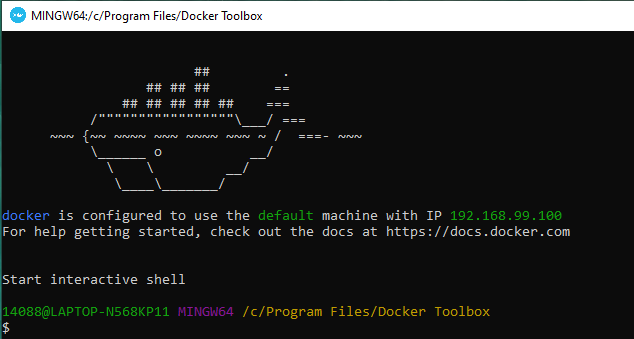 MINGW64:/c/Program Files/Docker Toolbox
##         .
## ## ##        ==
## ## ## ## ##    ===
/"""""""""""""""""\___/ ===
~~~ {~~ ~~~~ ~~~ ~~~~ ~~~ ~ /  ===- ~~~
\______ o           __/
\    \         __/
\____\_______/
docker is configured to use the default machine with IP 192.168.99.100
For help getting started, check out the docs at https://docs.docker.com
Start interactive shell
14088@LAPTOP-N568KP11 MINGW64 /c/Program Files/Docker Toolbox
$